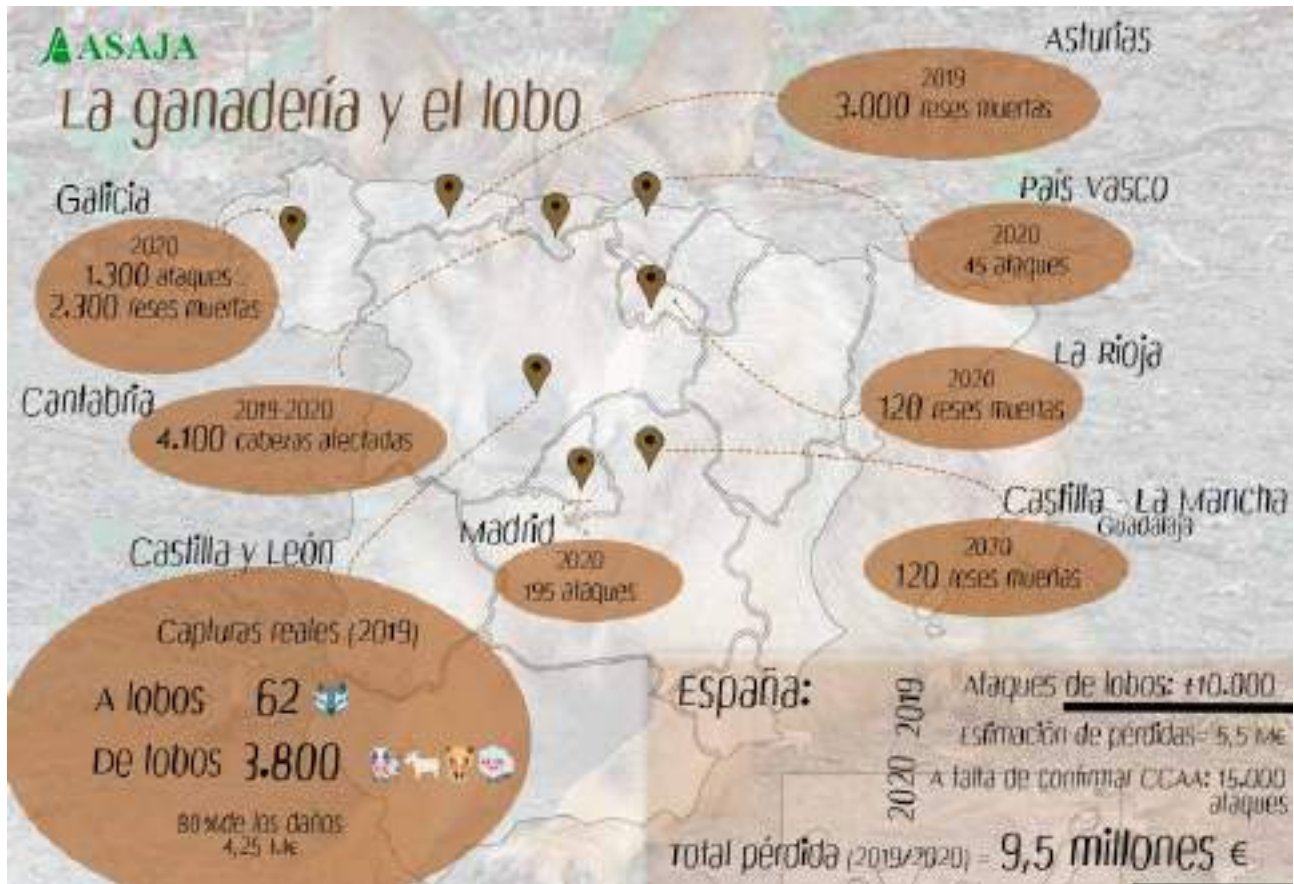 ASAJA
La ganadería y el lobo
Asturias
2019
3.000 reses muertas
Galicia
2020
1.300 ataques
2.300 reses muertas
País Vasco
2020
45 ataques
La Rioja
2020
120 reses muertas
Cantabria
2019-2020
4.100 cabezas afectadas
Castilla - La Mancha
Guadalaja
2020
120 reses muertas
Madrid
2020
195 ataques
Castilla y León
Capturas reales (2019)
A lobos 62
De lobos 3.800
80% de los daños
4,25 M€
España:
2019
Ataques de lobos: +10.000
Estimación de perdidas= 5,5 M€
2020
A falta de confirmar CCAA: 15.000
ataques
Total pérdida (2019/2020) = 9,5 millones €